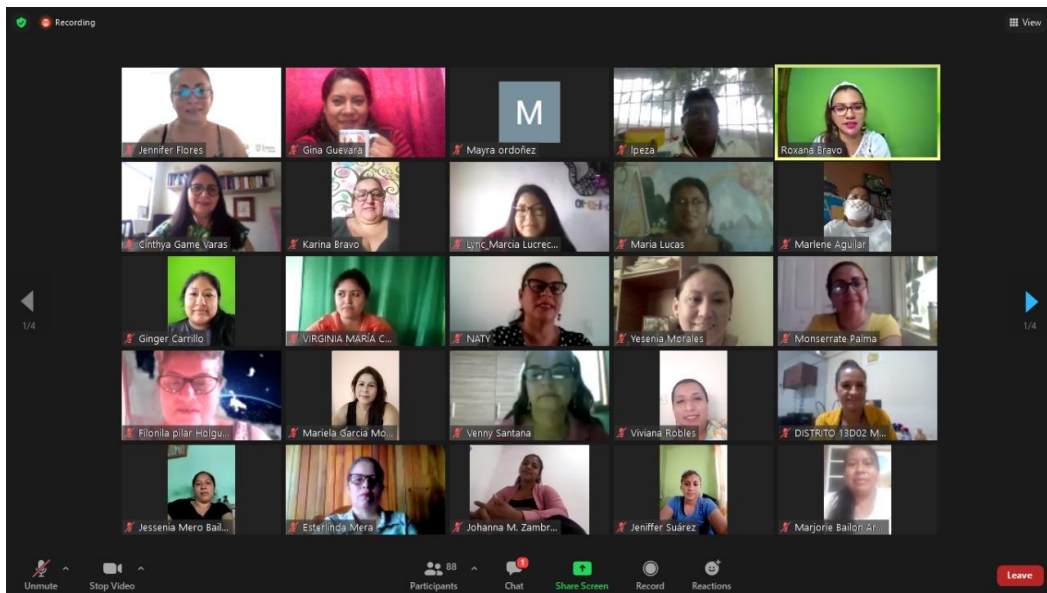 Recording
View
Jennifer Flores
Gina Guevara
M
Mayra ordoñez
lpeza
Roxana Bravo
Cinthya Game Varas
Karina Bravo
Lync_Marcia Lucrec...
Maria Lucas
Marlene Aguilar
Ginger Carrillo
VIRGINIA MARÍA C...
NATY
Yesenia Morales
Monserrate Palma
1/4
1/4
Filonila pilar Holgu...
Mariela Garcia Mo...
Venny Santana
Viviana Robles
DISTRITO 13D02 M...
Jessenia Mero Bail...
Esterlinda Mera
Johanna M. Zambr...
Jeniffer Suárez
Marjorie Bailon Ar...
Unmute
Stop Video
88
Participants
1
Chat
Share Screen
Record
Reactions
Leave